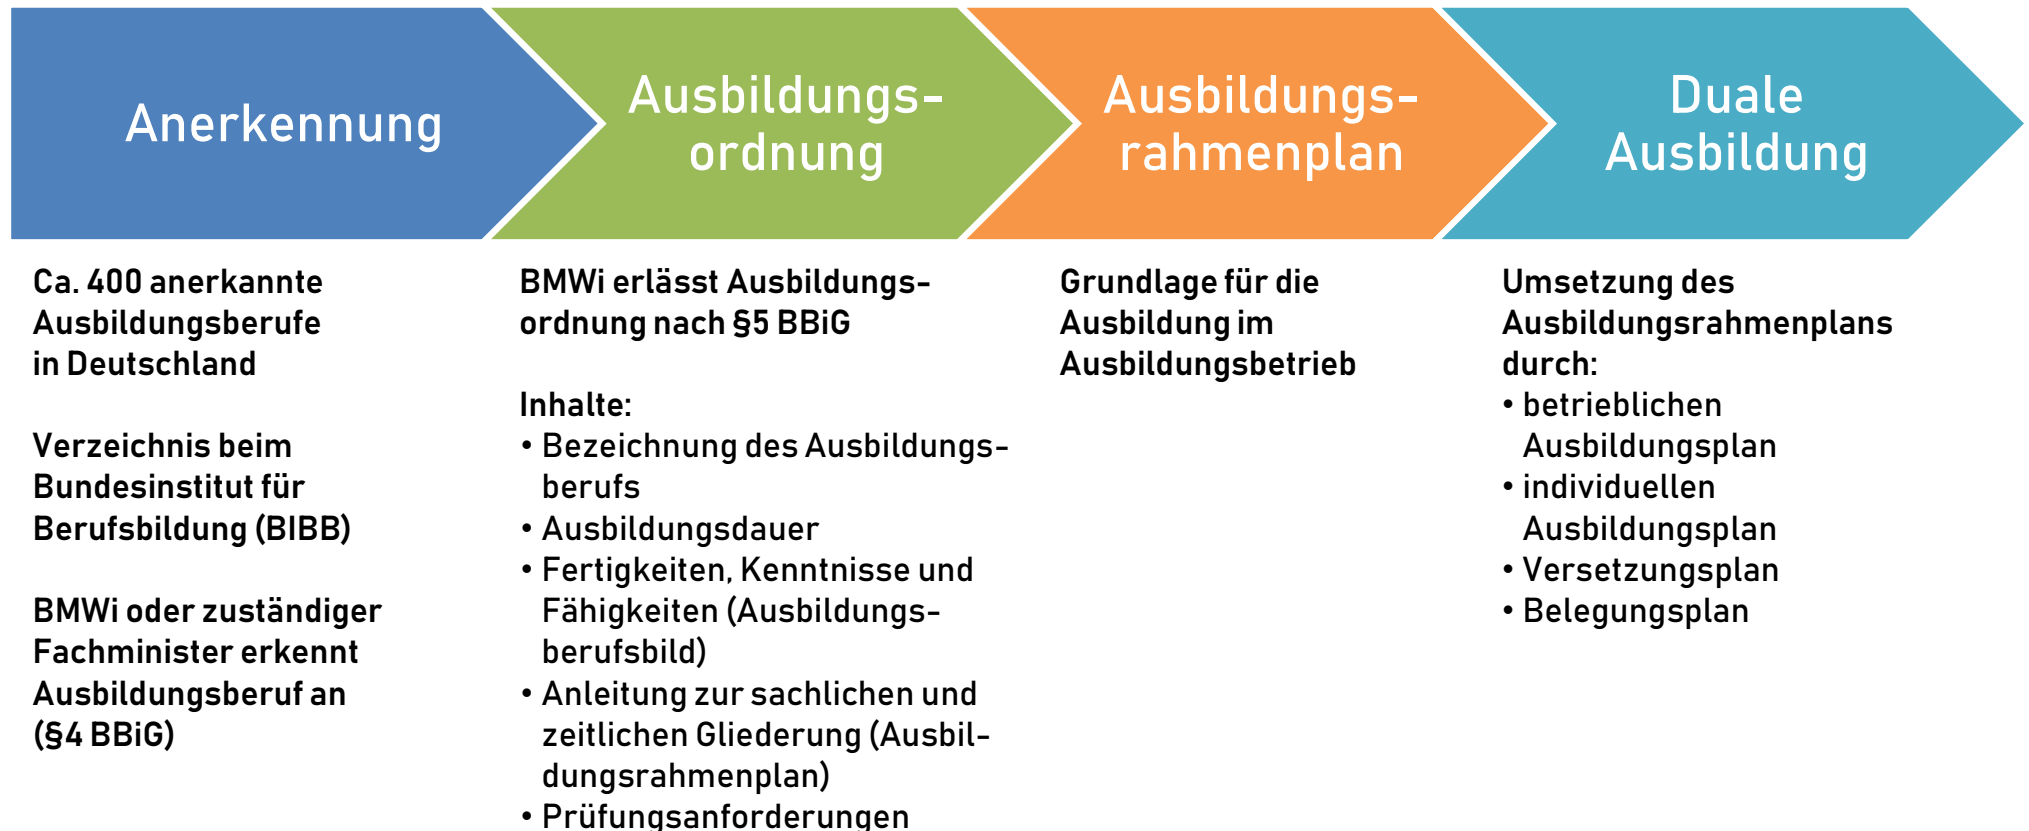 Anerkennung
Ausbildungs-
ordnung
Ausbildungs-
rahmenplan
Duale
Ausbildung
Ca. 400 anerkannte
Ausbildungsberufe
in Deutschland
Verzeichnis beim
Bundesinstitut für
Berufsbildung (BIBB)
BMWi oder zuständiger
Fachminister erkennt
Ausbildungsberuf an
(§4 BBiG)
BMWi erlässt Ausbildungs-
ordnung nach §5 BBiG
Inhalte:
• Bezeichnung des Ausbildungs-
berufs
• Ausbildungsdauer
• Fertigkeiten, Kenntnisse und
Fähigkeiten (Ausbildungs-
berufsbild)
• Anleitung zur sachlichen und
zeitlichen Gliederung (Ausbil-
dungsrahmenplan)
• Prüfungsanforderungen
Grundlage für die
Ausbildung im
Ausbildungsbetrieb
Umsetzung des
Ausbildungsrahmenplans
durch:
• betrieblichen
Ausbildungsplan
• individuellen
Ausbildungsplan
• Versetzungsplan
• Belegungsplan